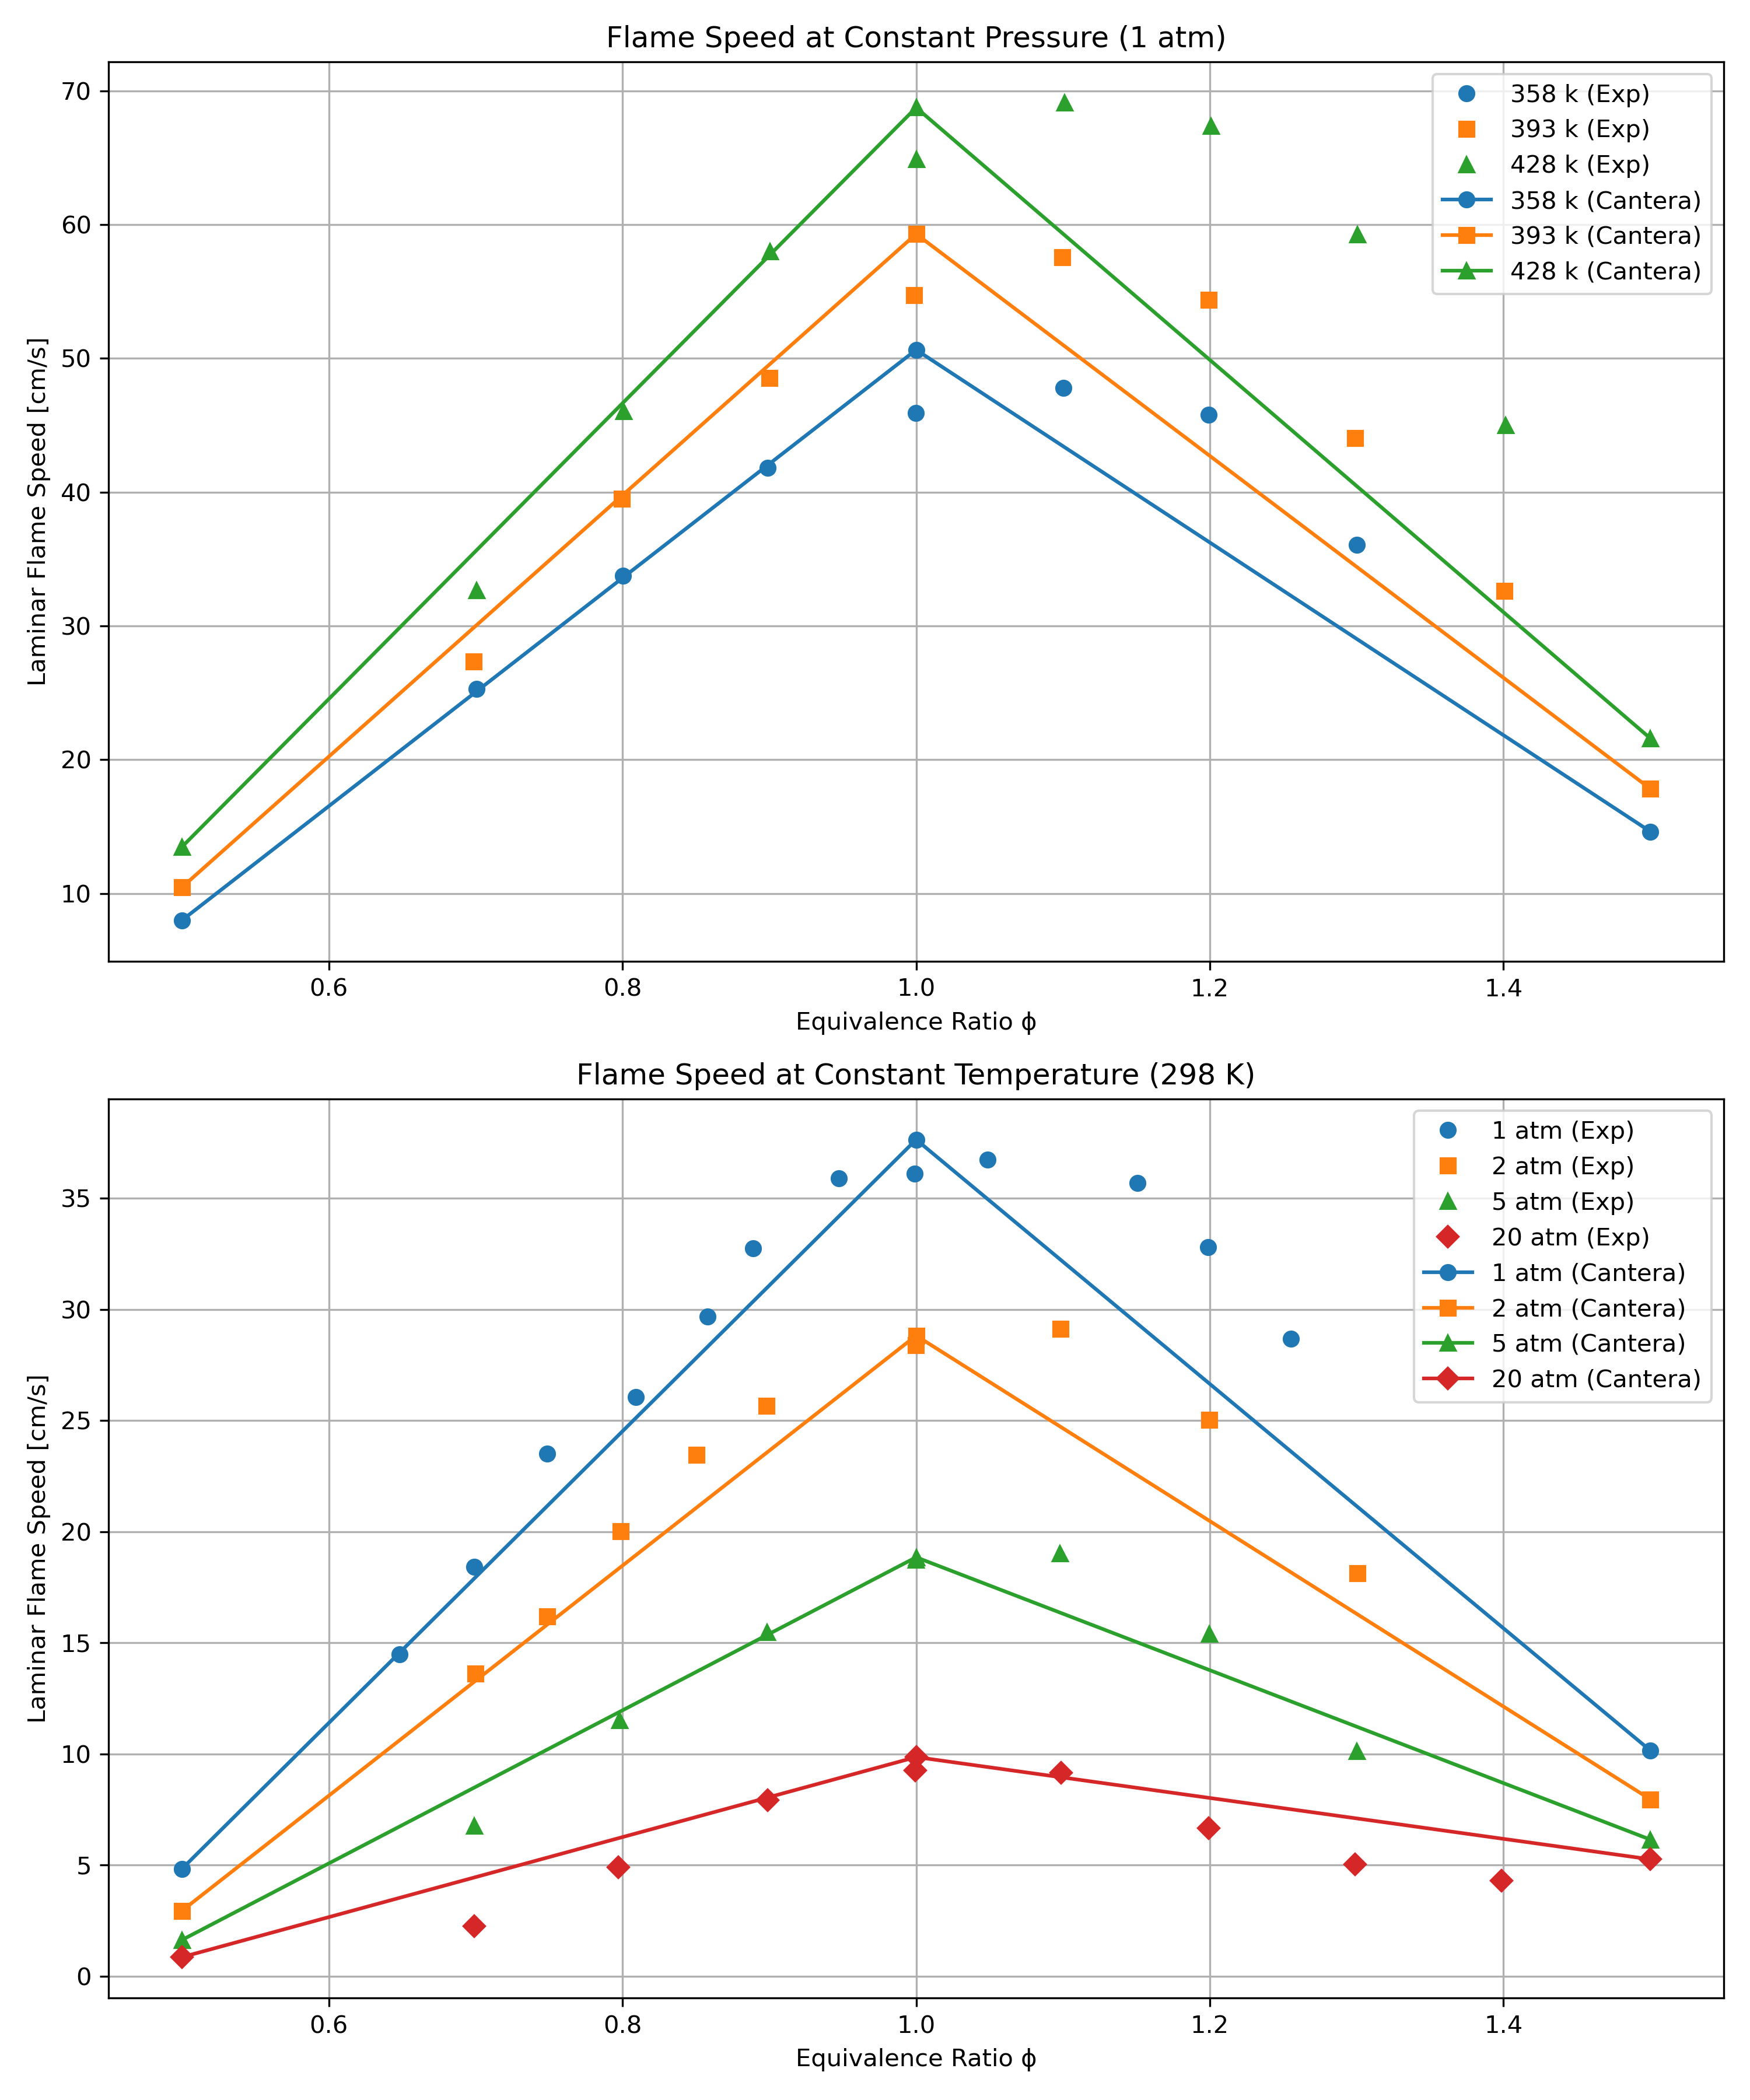 Flame Speed at Constant Pressure (1 atm)
70
60
50
40
30
20
10
Laminar Flame Speed [cm/s]
358 k (Exp)
393 k (Exp)
428 k (Exp)
358 k (Cantera)
393 k (Cantera)
428 k (Cantera)
0.6 0.8 1.0 1.2 1.4
Equivalence Ratio ϕ
Flame Speed at Constant Temperature (298 K)
35
30
25
20
15
10
5
0
Laminar Flame Speed [cm/s]
1 atm (Exp)
2 atm (Exp)
5 atm (Exp)
20 atm (Exp)
1 atm (Cantera)
2 atm (Cantera)
5 atm (Cantera)
20 atm (Cantera)
0.6 0.8 1.0 1.2 1.4
Equivalence Ratio ϕ